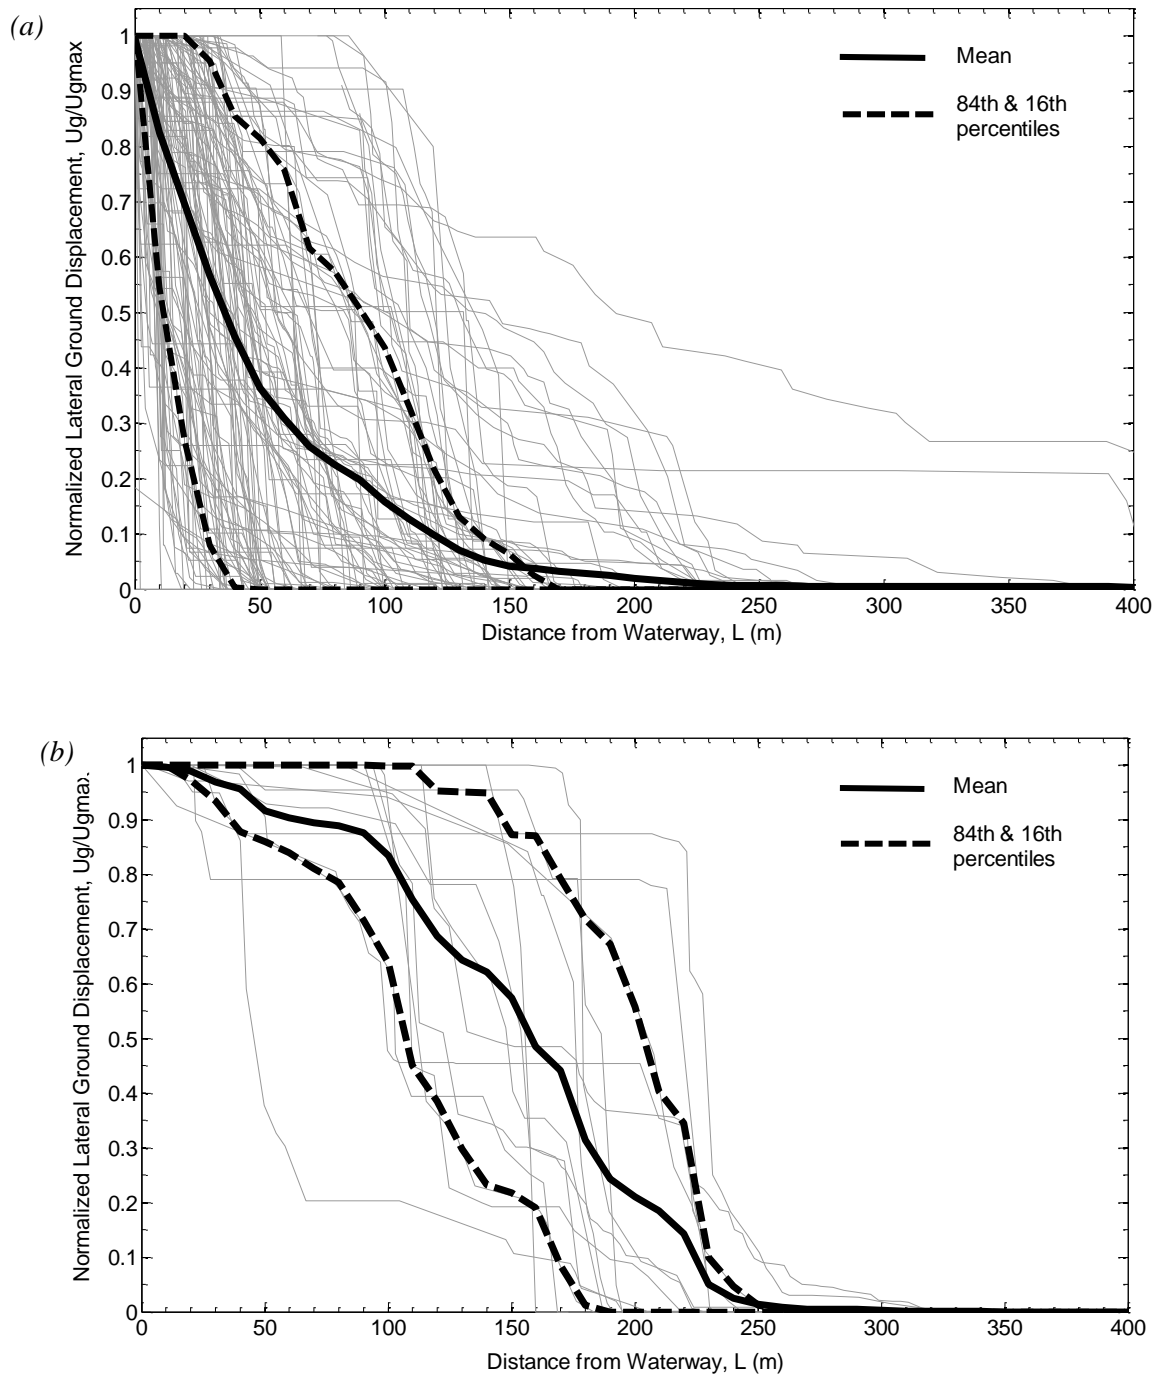 (a)
Normalized Lateral Ground Displacement, Ug/Ugmax
1
0.9
0.8
0.7
0.6
0.5
0.4
0.3
0.2
0.1
0
Mean
84th & 16th
percentiles
0 50 100 150 200 250 300 350 400
Distance from Waterway, L (m)
(b)
Normalized Lateral Ground Displacement, Ug/Ugmax.
1
0.9
0.8
0.7
0.6
0.5
0.4
0.3
0.2
0.1
0
Mean
84th & 16th
percentiles
0 50 100 150 200 250 300 350 400
Distance from Waterway, L (m)